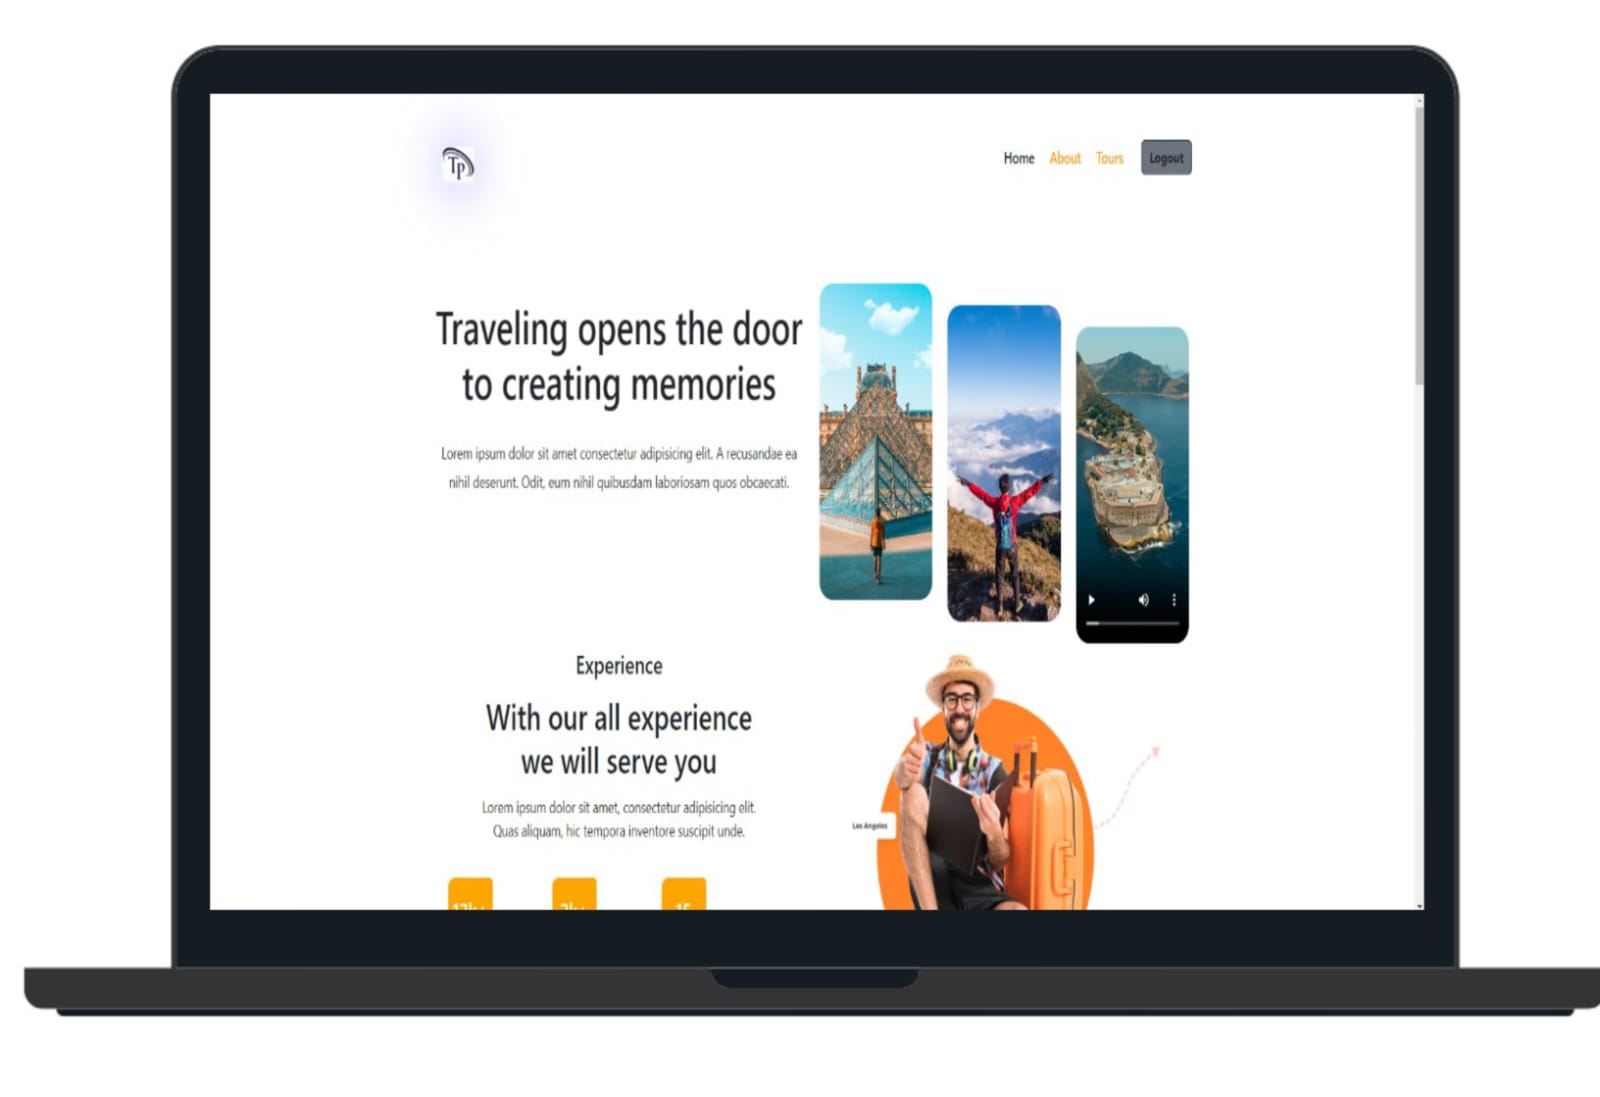 Tp
Home About Tours Logout
Traveling opens the door
to creating memories
Lorem ipsum dolor sit amet consectetur adipisicing elit. A recusandae ea
nihil deserunt. Odit, eum nihil quibusdam laboriosam quos obcaecati.
Experience
With our all experience
we will serve you
Lorem ipsum dolor sit amet, consectetur adipisicing elit.
Quas aliquam, hic tempora inventore suscipit unde.
Los Angeles